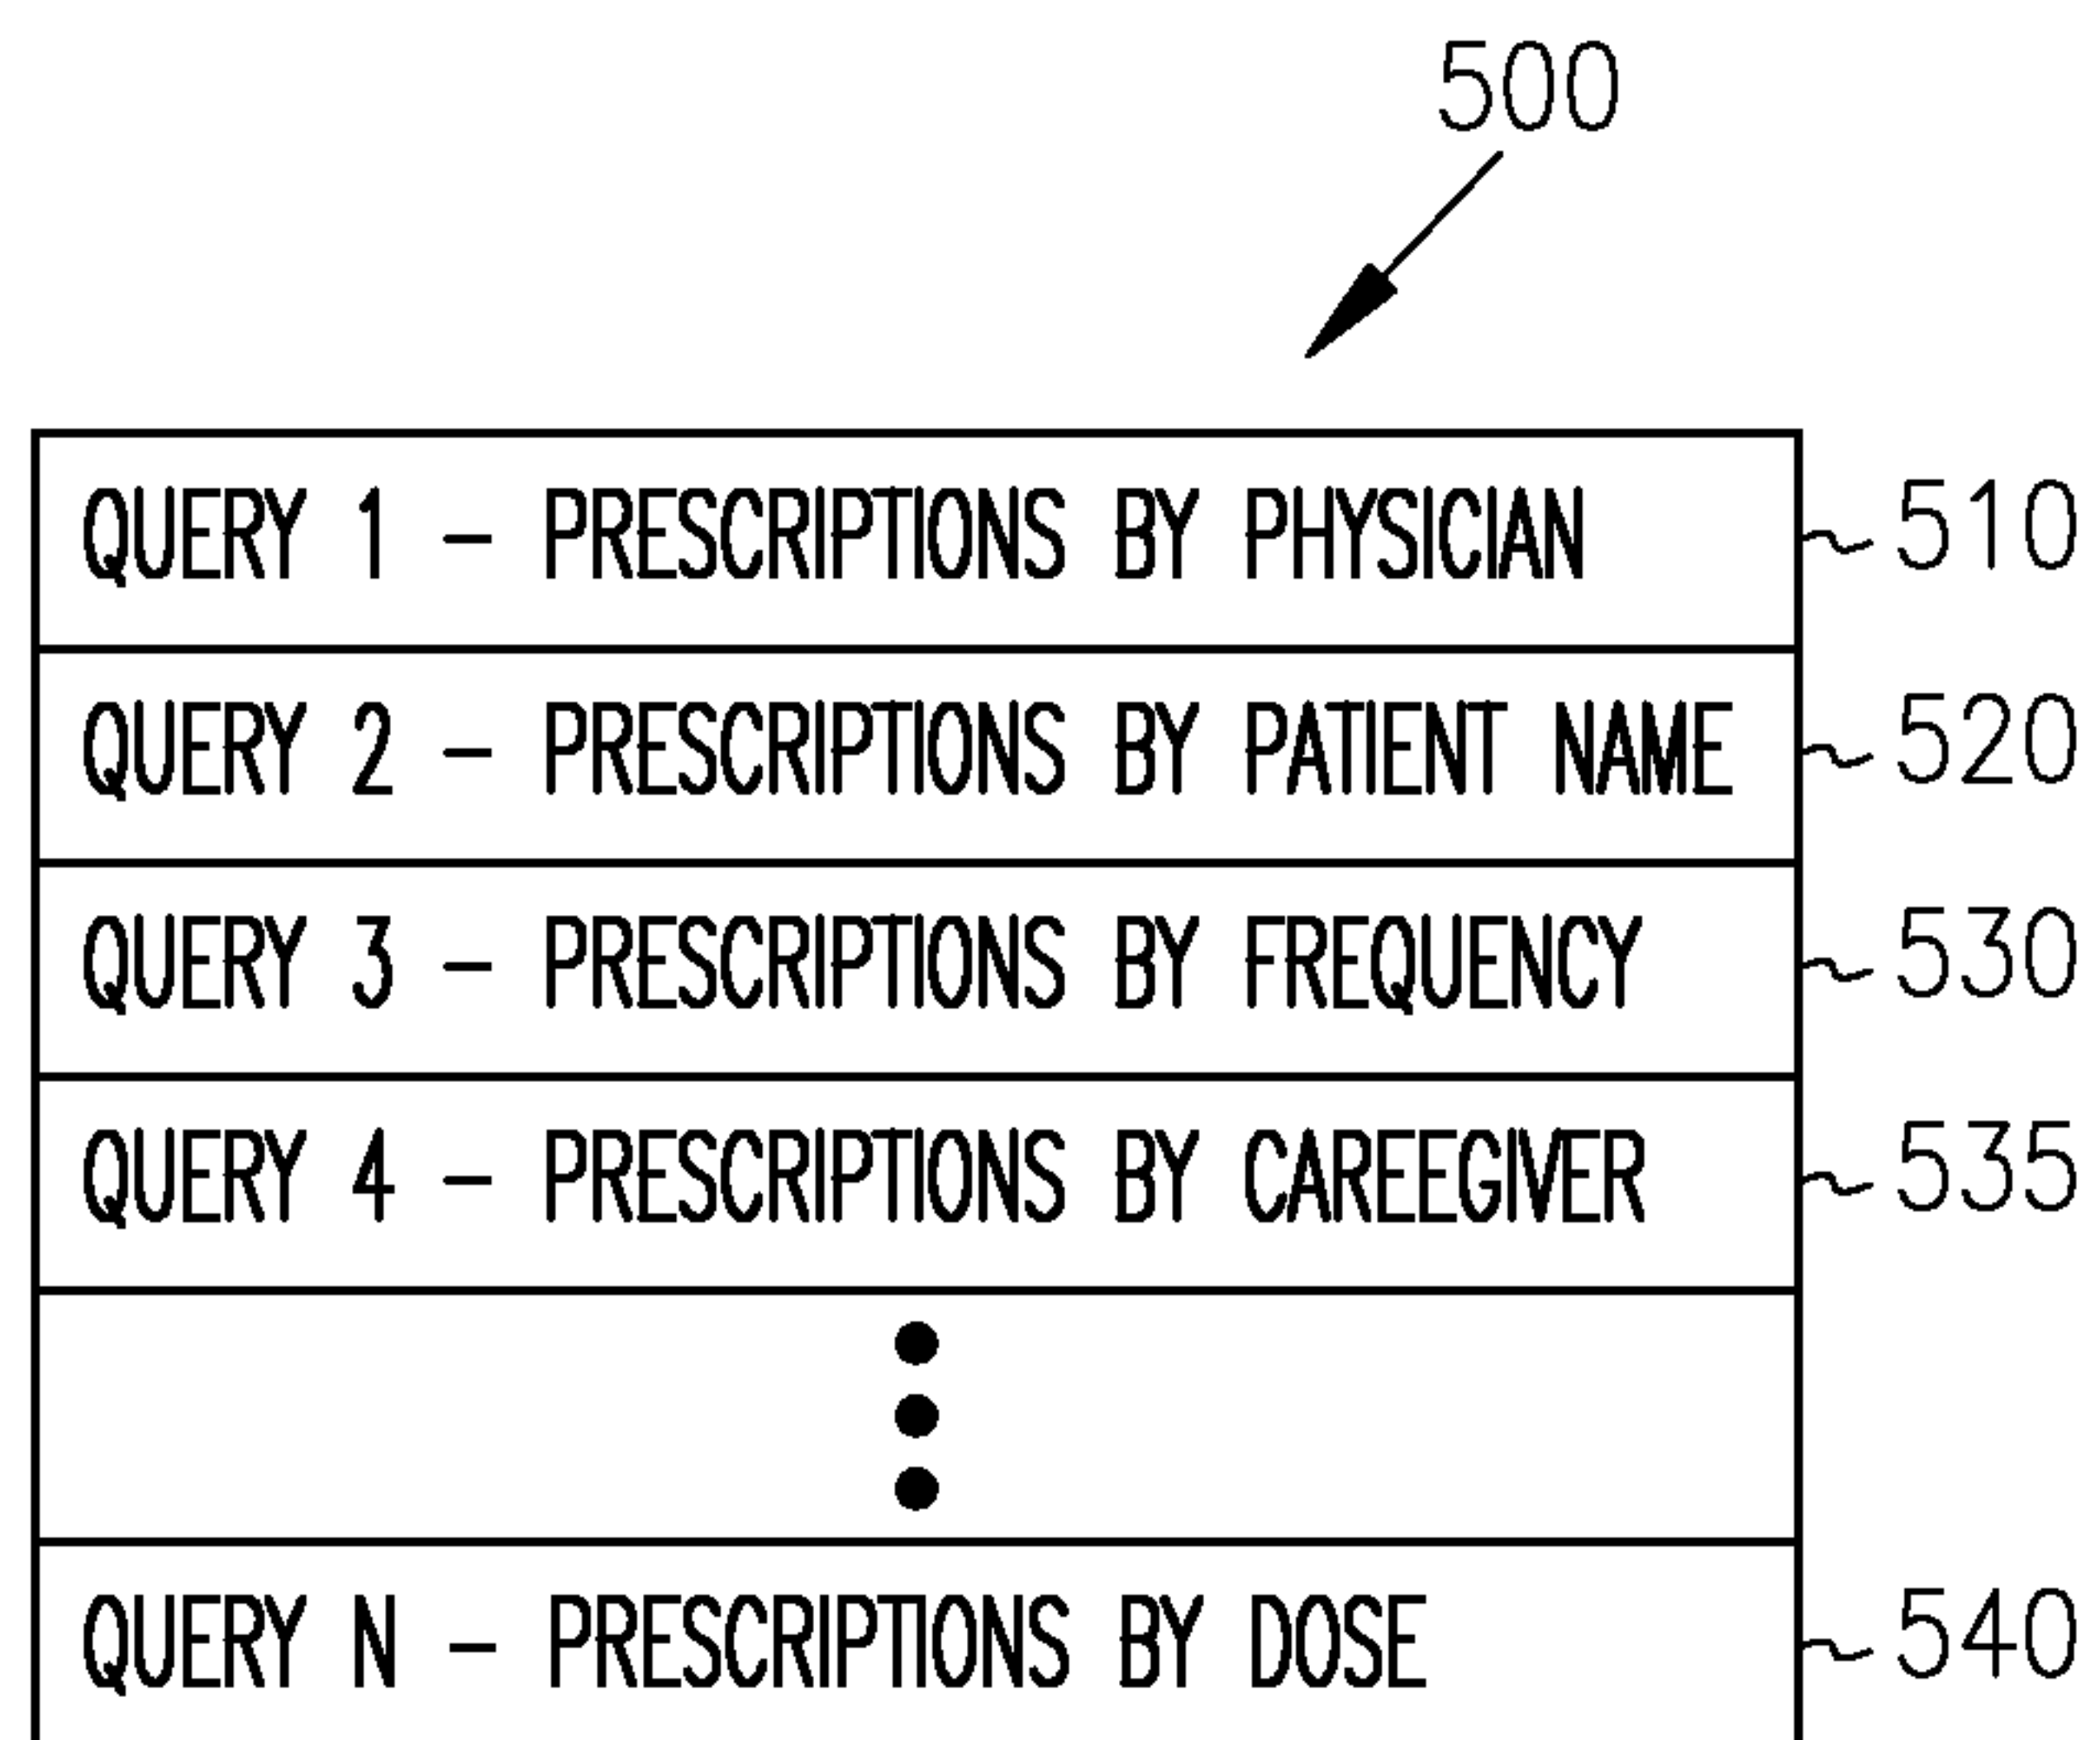 500
QUERY 1 - PRESCRIPTIONS BY PHYSICIAN 510
QUERY 2 - PRESCRIPTIONS BY PATIENT NAME 520
QUERY 3 - PRESCRIPTIONS BY FREQUENCY 530
QUERY 4 - PRESCRIPTIONS BY CAREEGIVER 535
QUERY N - PRESCRIPTIONS BY DOSE 540